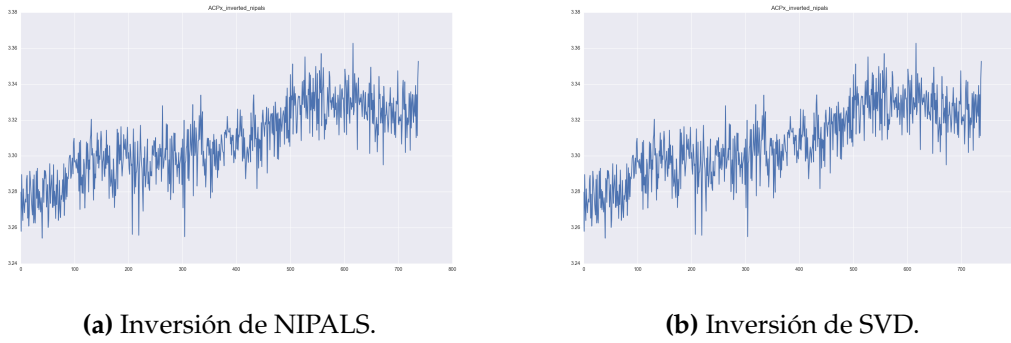 ACPx_inverted_nipals
3.38
3.36
3.34
3.32
3.30
3.28
3.26
3.24
0 100 200 300 400 500 600 700 800
(a) Inversión de NIPALS.
ACPx_inverted_nipals
3.38
3.36
3.34
3.32
3.30
3.28
3.26
3.24
0 100 200 300 400 500 600 700
(b) Inversión de SVD.